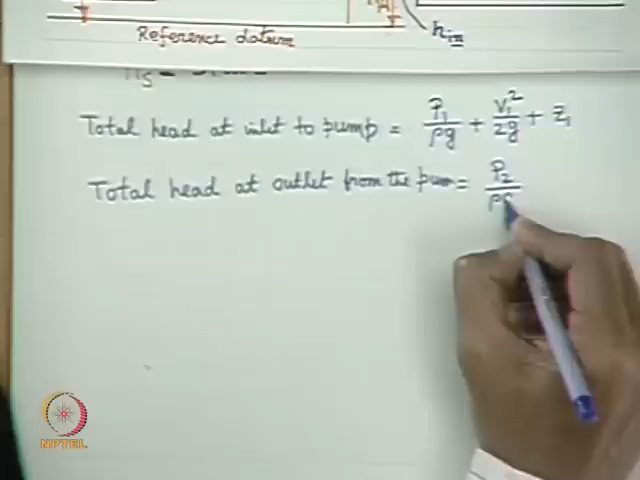 Reference datum
h_in
Total head at inlet to pump = P₁/ρg + V₁²/2g + Z₁
Total head at outlet from the pum = P₂/ρg
NPTEL